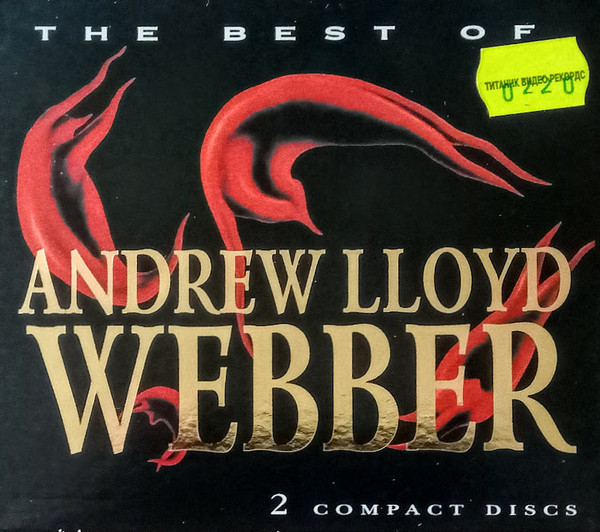 THE BEST OF
ТИТАНИК ВИДЕО РЕКОРДС
0220
ANDREW LLOYD
WEBBER
2 COMPACT DISCS